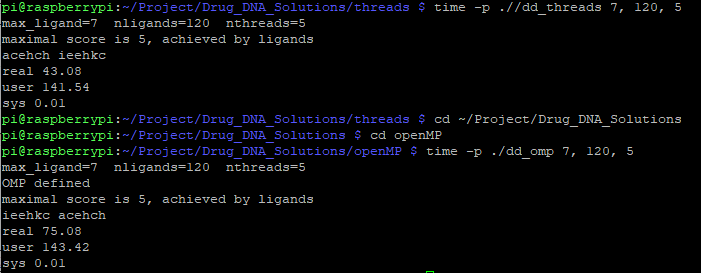 pi@raspberrypi:~/Project/Drug_DNA_Solutions/threads $ time -p .//dd_threads 7, 120, 5
max_ligand=7  nligands=120  nthreads=5
maximal score is 5, achieved by ligands
acehch ieehkc
real 43.08
user 141.54
sys 0.01
pi@raspberrypi:~/Project/Drug_DNA_Solutions/threads $ cd ~/Project/Drug_DNA_Solutions
pi@raspberrypi:~/Project/Drug_DNA_Solutions $ cd openMP
pi@raspberrypi:~/Project/Drug_DNA_Solutions/openMP $ time -p ./dd_omp 7, 120, 5
max_ligand=7  nligands=120  nthreads=5
OMP defined
maximal score is 5, achieved by ligands
ieehkc acehch
real 75.08
user 143.42
sys 0.01